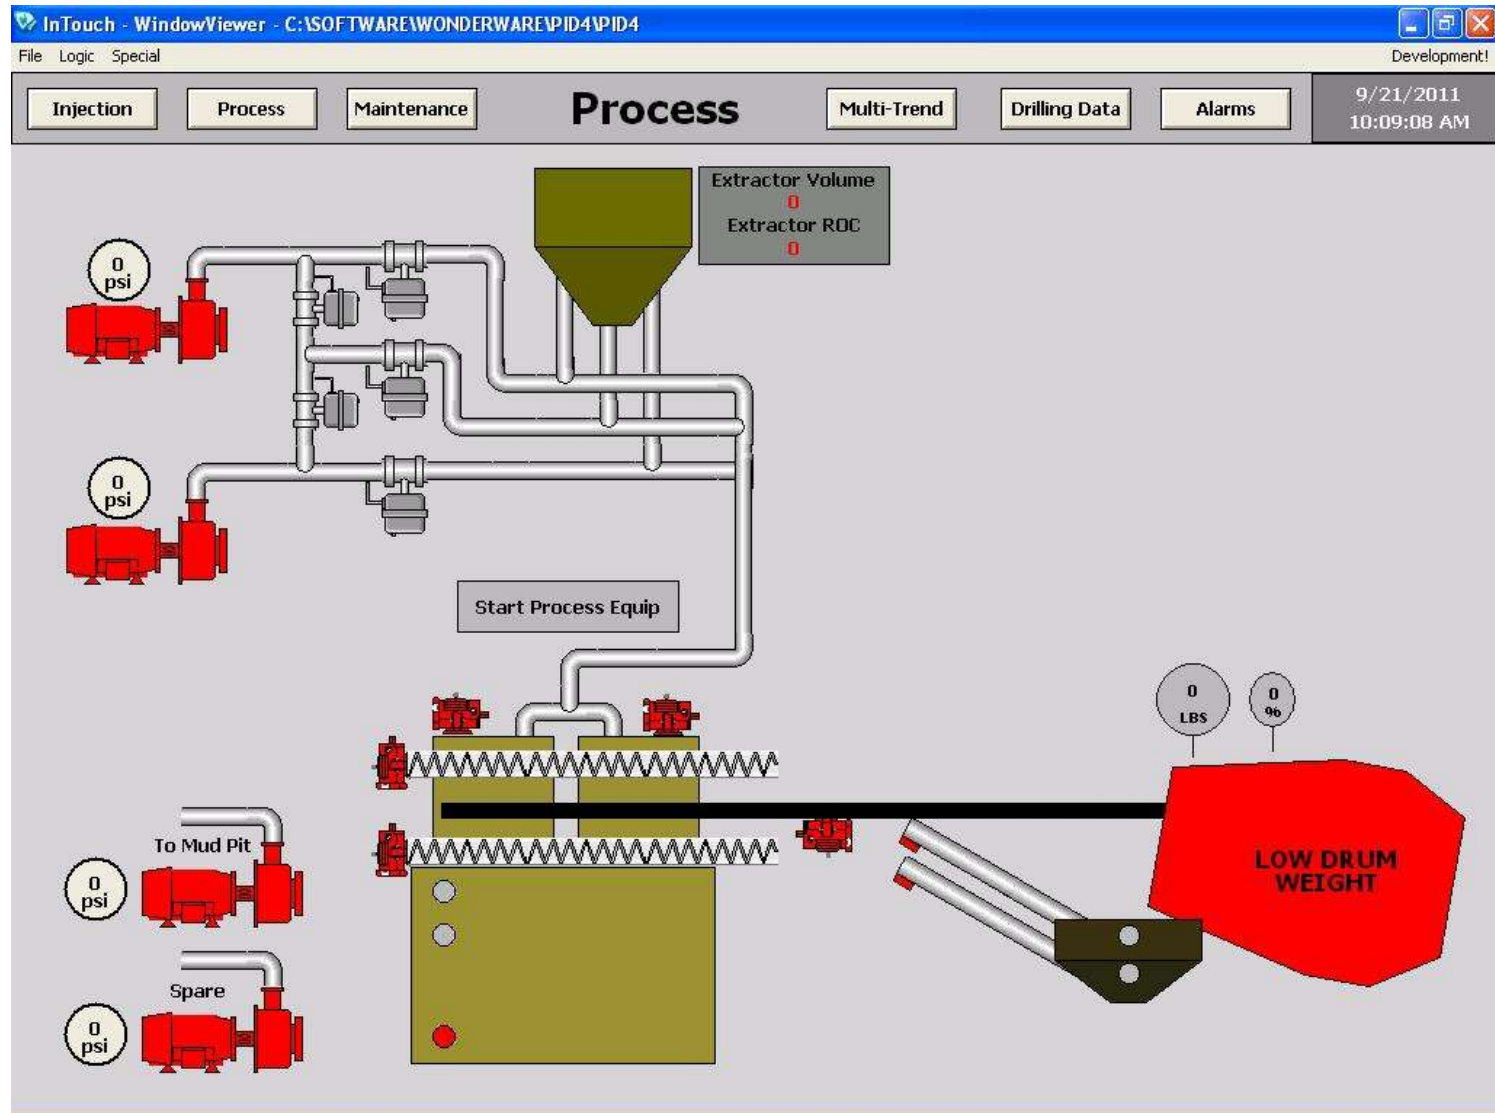 InTouch - WindowViewer - C:\SOFTWARE\WONDERWARE\PID4\PID4
File Logic Special Development!
Injection Process Maintenance Process Multi-Trend Drilling Data Alarms
9/21/2011
10:09:08 AM
Extractor Volume
0
Extractor ROC
0
0
psi
0
psi
Start Process Equip
0
LBS
0
%
To Mud Pit
0
psi
LOW DRUM
WEIGHT
Spare
0
psi